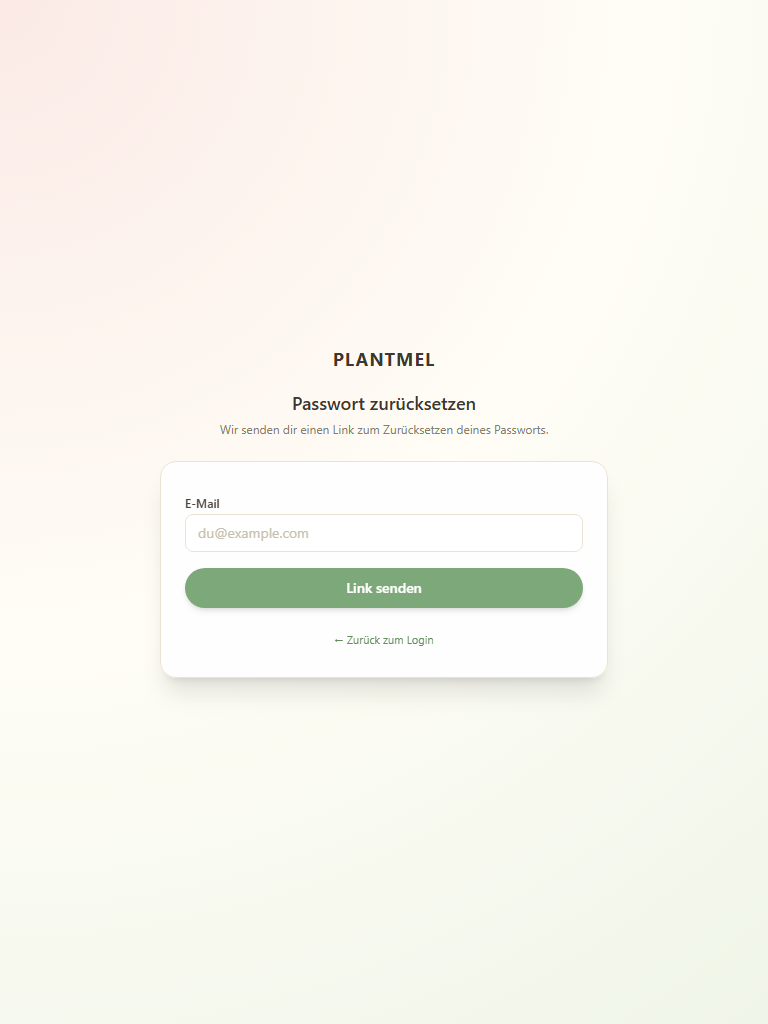 PLANTMEL
Passwort zurücksetzen
Wir senden dir einen Link zum Zurücksetzen deines Passworts.
E-Mail
du@example.com
Link senden
← Zurück zum Login